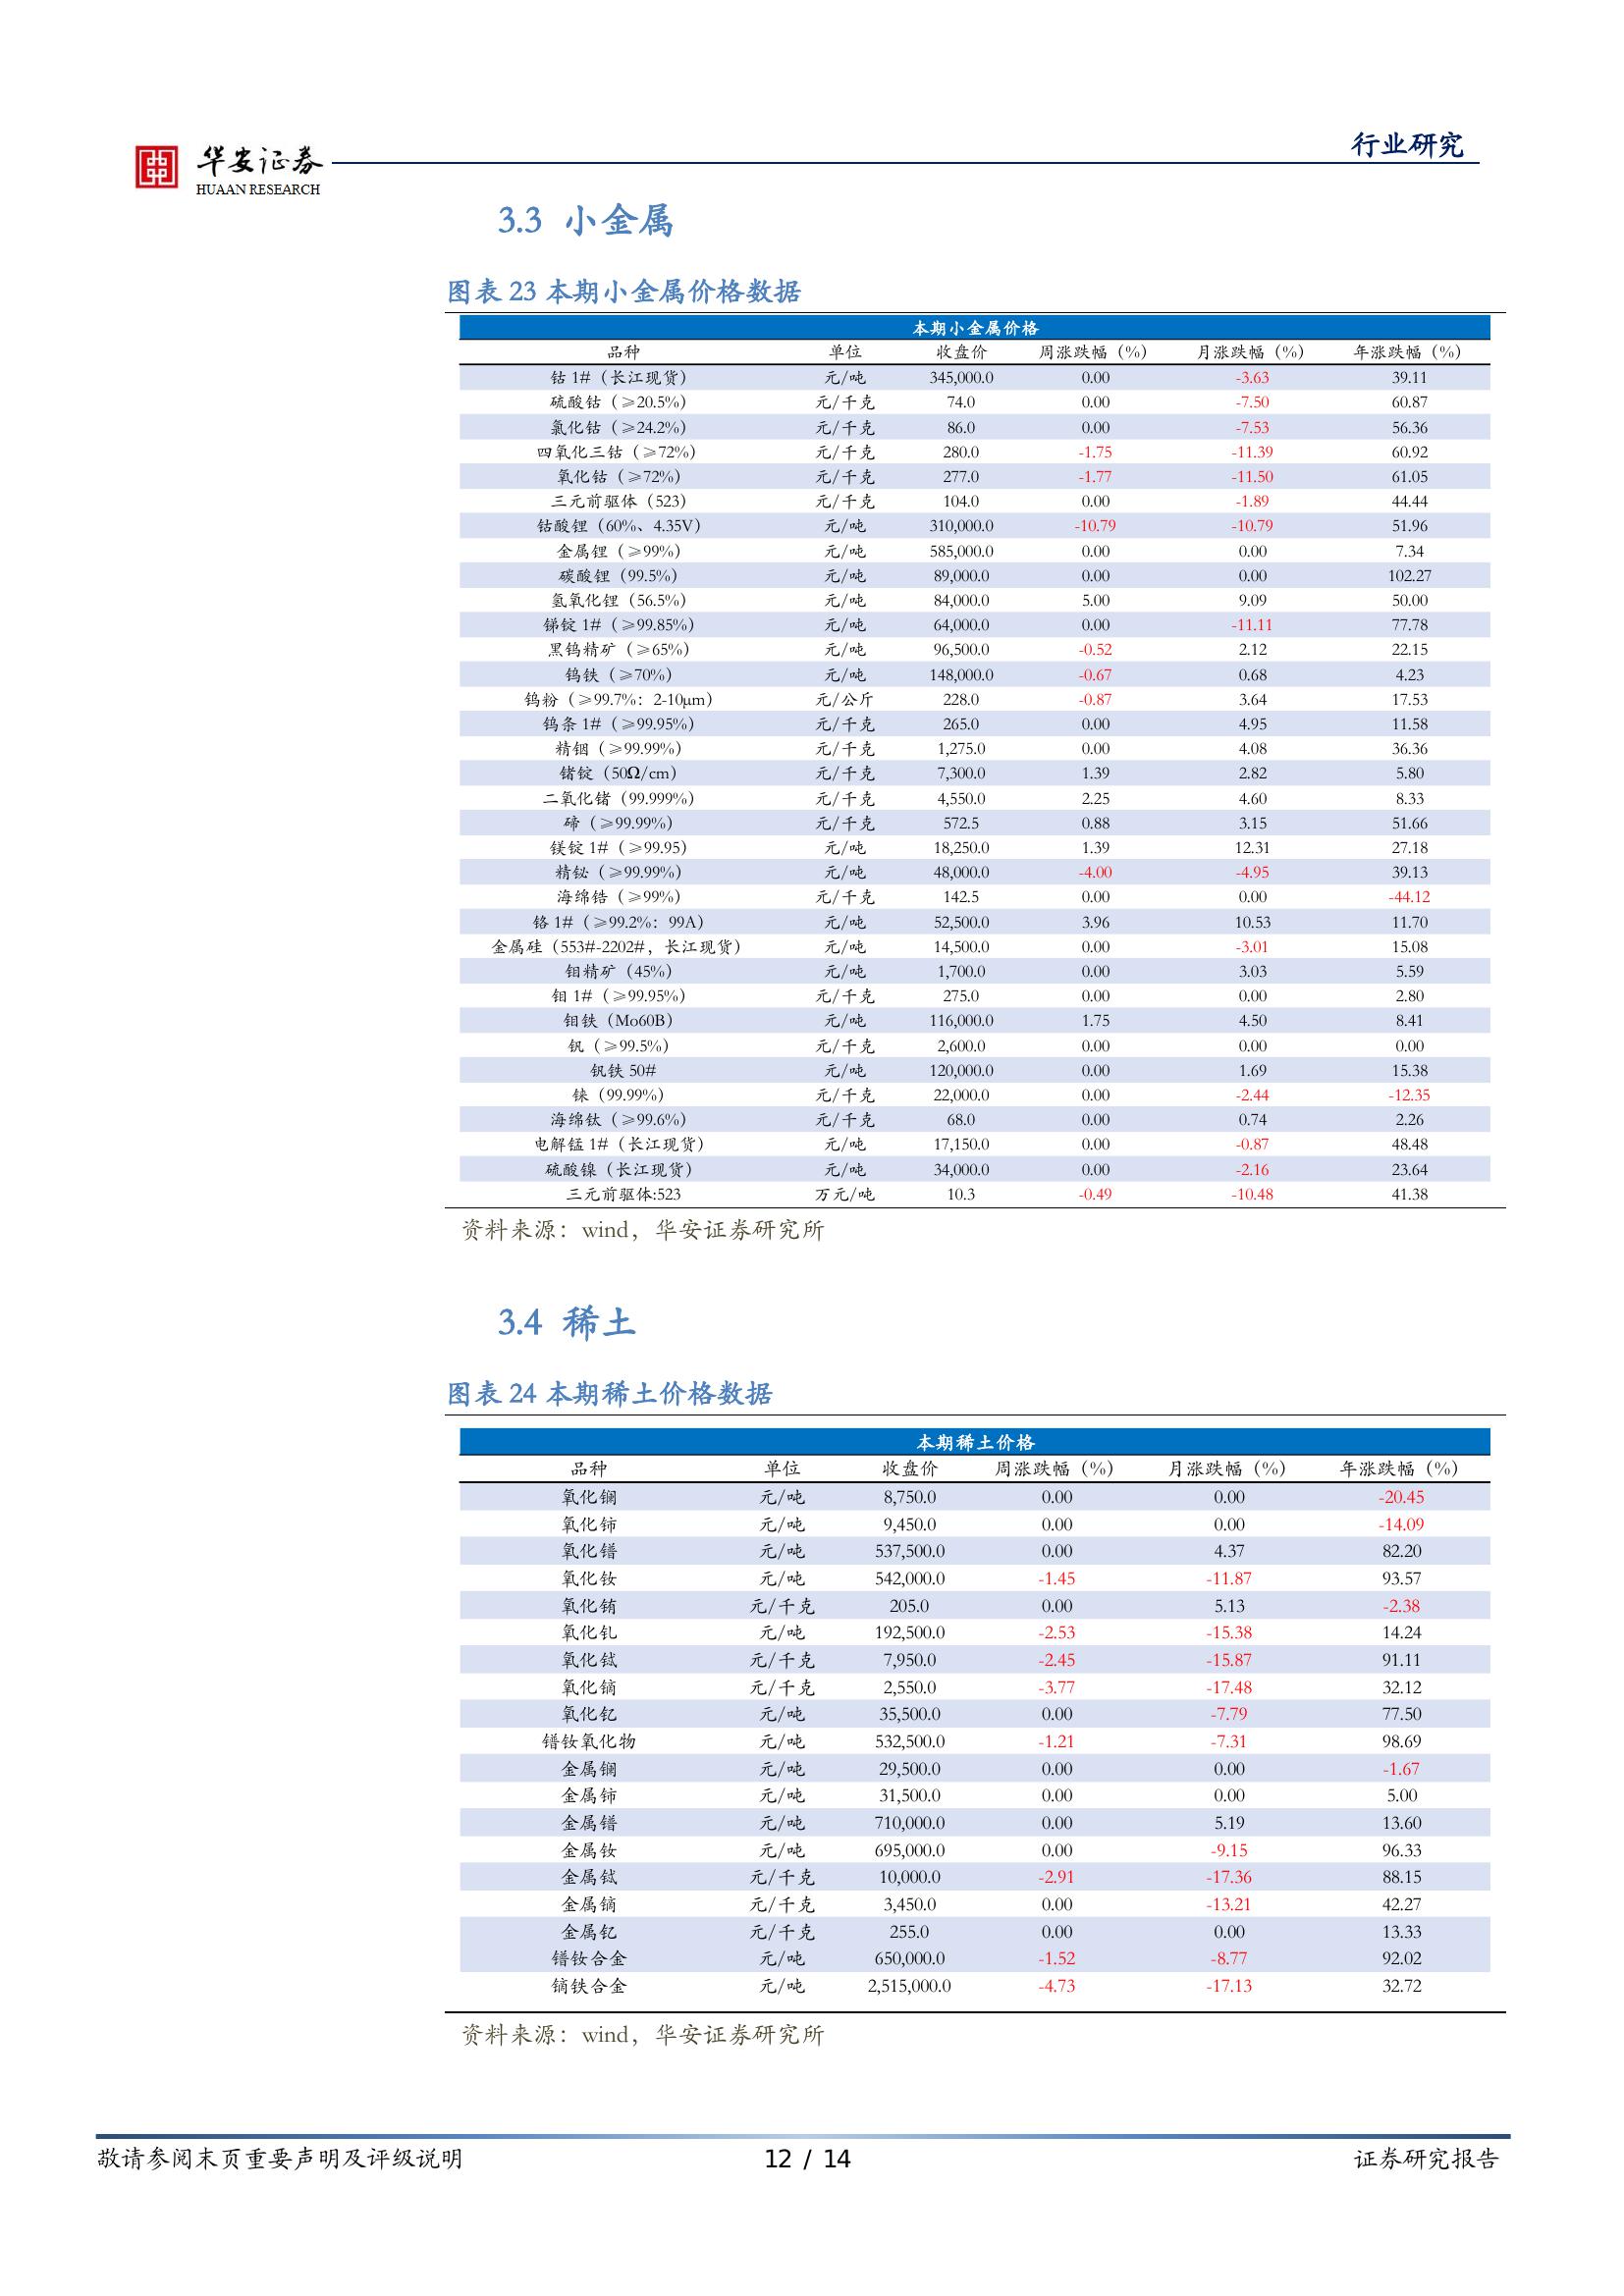 华安证券
HUAAN RESEARCH
行业研究
3.3 小金属
图表 23 本期小金属价格数据
本期小金属价格
品种 单位 收盘价 周涨跌幅（%） 月涨跌幅（%） 年涨跌幅（%）
钴 1#（长江现货） 元/吨 345,000.0 0.00 -3.63 39.11
硫酸钴（≥20.5%） 元/千克 74.0 0.00 -7.50 60.87
氯化钴（≥24.2%） 元/千克 86.0 0.00 -7.53 56.36
四氧化三钴（≥72%） 元/千克 280.0 -1.75 -11.39 60.92
氧化钴（≥72%） 元/千克 277.0 -1.77 -11.50 61.05
三元前驱体（523） 元/千克 104.0 0.00 -1.89 44.44
钴酸锂（60%、4.35V） 元/吨 310,000.0 -10.79 -10.79 51.96
金属锂（≥99%） 元/吨 585,000.0 0.00 0.00 7.34
碳酸锂（99.5%） 元/吨 89,000.0 0.00 0.00 102.27
氢氧化锂（56.5%） 元/吨 84,000.0 5.00 9.09 50.00
锑锭 1#（≥99.85%） 元/吨 64,000.0 0.00 -11.11 77.78
黑钨精矿（≥65%） 元/吨 96,500.0 -0.52 2.12 22.15
钨铁（≥70%） 元/吨 148,000.0 -0.67 0.68 4.23
钨粉（≥99.7%：2-10μm） 元/公斤 228.0 -0.87 3.64 17.53
钨条 1#（≥99.95%） 元/千克 265.0 0.00 4.95 11.58
精铟（≥99.99%） 元/千克 1,275.0 0.00 4.08 36.36
锗锭（50Ω/cm） 元/千克 7,300.0 1.39 2.82 5.80
二氧化锗（99.999%） 元/千克 4,550.0 2.25 4.60 8.33
碲（≥99.99%） 元/千克 572.5 0.88 3.15 51.66
镁锭 1#（≥99.95） 元/吨 18,250.0 1.39 12.31 27.18
精铋（≥99.99%） 元/吨 48,000.0 -4.00 -4.95 39.13
海绵锆（≥99%） 元/千克 142.5 0.00 0.00 -44.12
铬 1#（≥99.2%：99A） 元/吨 52,500.0 3.96 10.53 11.70
金属硅（553#-2202#，长江现货） 元/吨 14,500.0 0.00 -3.01 15.08
钼精矿（45%） 元/吨 1,700.0 0.00 3.03 5.59
钼 1#（≥99.95%） 元/千克 275.0 0.00 0.00 2.80
钼铁（Mo60B） 元/吨 116,000.0 1.75 4.50 8.41
钒（≥99.5%） 元/千克 2,600.0 0.00 0.00 0.00
钒铁 50# 元/吨 120,000.0 0.00 1.69 15.38
铼（99.99%） 元/千克 22,000.0 0.00 -2.44 -12.35
海绵钛（≥99.6%） 元/千克 68.0 0.00 0.74 2.26
电解锰 1#（长江现货） 元/吨 17,150.0 0.00 -0.87 48.48
硫酸镍（长江现货） 元/吨 34,000.0 0.00 -2.16 23.64
三元前驱体:523 万元/吨 10.3 -0.49 -10.48 41.38
资料来源：wind，华安证券研究所
3.4 稀土
图表 24 本期稀土价格数据
本期稀土价格
品种 单位 收盘价 周涨跌幅（%） 月涨跌幅（%） 年涨跌幅（%）
氧化镧 元/吨 8,750.0 0.00 0.00 -20.45
氧化铈 元/吨 9,450.0 0.00 0.00 -14.09
氧化镨 元/吨 537,500.0 0.00 4.37 82.20
氧化钕 元/吨 542,000.0 -1.45 -11.87 93.57
氧化铕 元/千克 205.0 0.00 5.13 -2.38
氧化钆 元/吨 192,500.0 -2.53 -15.38 14.24
氧化铽 元/千克 7,950.0 -2.45 -15.87 91.11
氧化镝 元/千克 2,550.0 -3.77 -17.48 32.12
氧化钇 元/吨 35,500.0 0.00 -7.79 77.50
镨钕氧化物 元/吨 532,500.0 -1.21 -7.31 98.69
金属镧 元/吨 29,500.0 0.00 0.00 -1.67
金属铈 元/吨 31,500.0 0.00 0.00 5.00
金属镨 元/吨 710,000.0 0.00 5.19 13.60
金属钕 元/吨 695,000.0 0.00 -9.15 96.33
金属铽 元/千克 10,000.0 -2.91 -17.36 88.15
金属镝 元/千克 3,450.0 0.00 -13.21 42.27
金属钇 元/千克 255.0 0.00 0.00 13.33
镨钕合金 元/吨 650,000.0 -1.52 -8.77 92.02
镝铁合金 元/吨 2,515,000.0 -4.73 -17.13 32.72
资料来源：wind，华安证券研究所
敬请参阅末页重要声明及评级说明 12 / 14 证券研究报告